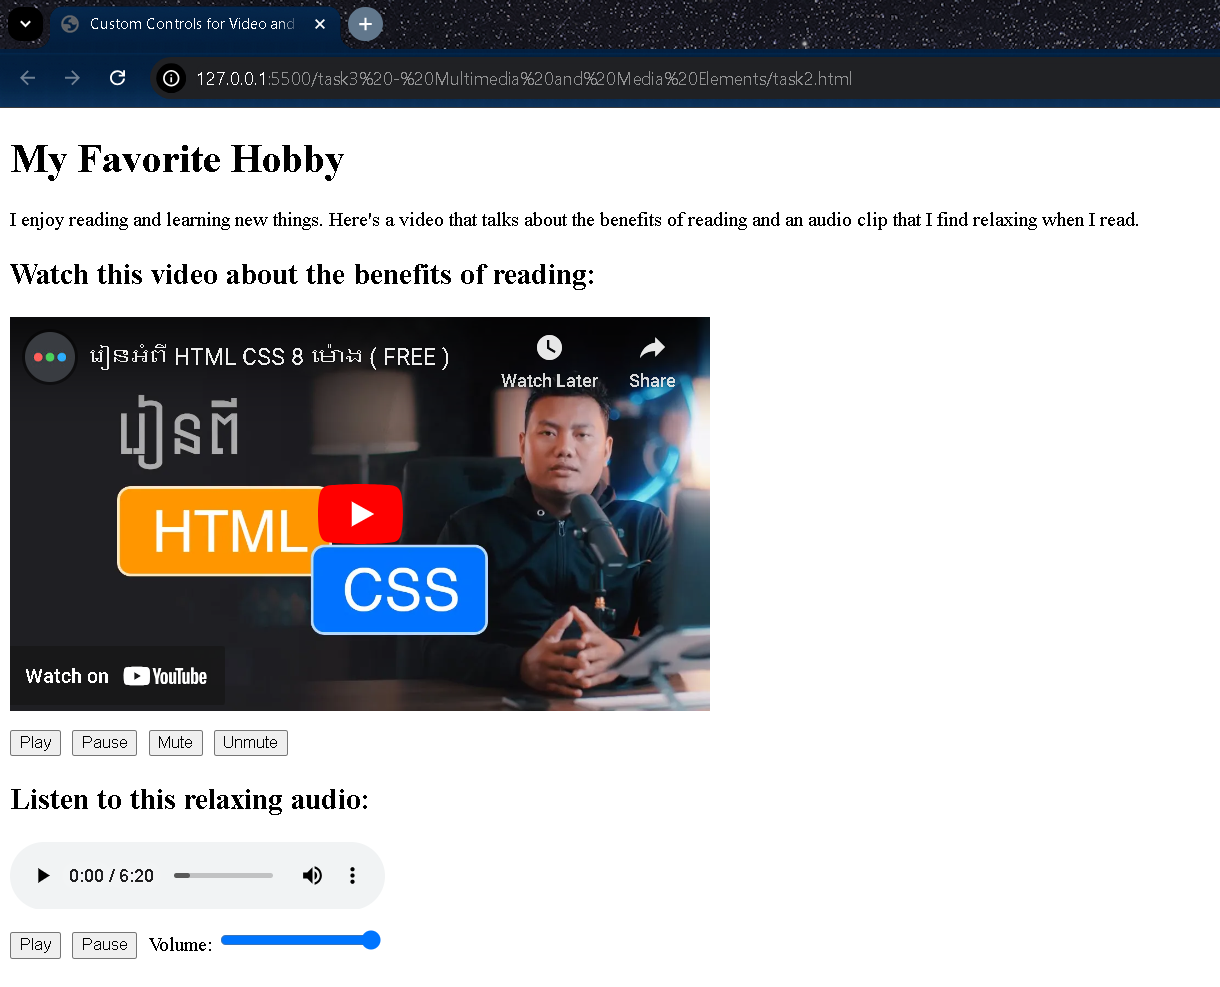 Custom Controls for Video and
127.0.0.1:5500/task3%20-%20Multimedia%20and%20Media%20Elements/task2.html
My Favorite Hobby
I enjoy reading and learning new things. Here's a video that talks about the benefits of reading and an audio clip that I find relaxing when I read.
Watch this video about the benefits of reading:
រៀនអំពី HTML CSS 8 ម៉ោង ( FREE )
Watch Later
Share
រៀនពី
HTML
CSS
Watch on YouTube
Play Pause Mute Unmute
Listen to this relaxing audio:
0:00 / 6:20
Play Pause Volume: